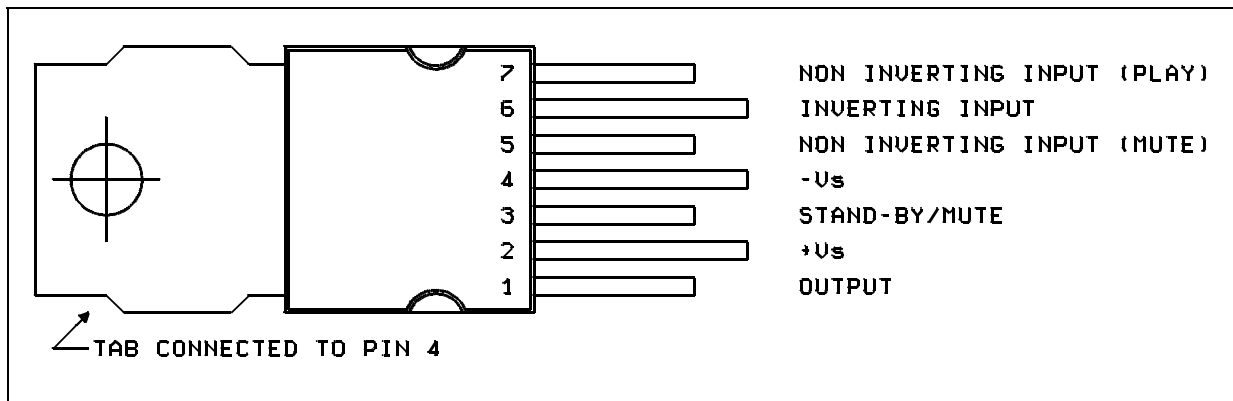 7 NON INVERTING INPUT (PLAY)
6 INVERTING INPUT
5 NON INVERTING INPUT (MUTE)
4 -Vs
3 STAND-BY/MUTE
2 +Vs
1 OUTPUT
TAB CONNECTED TO PIN 4